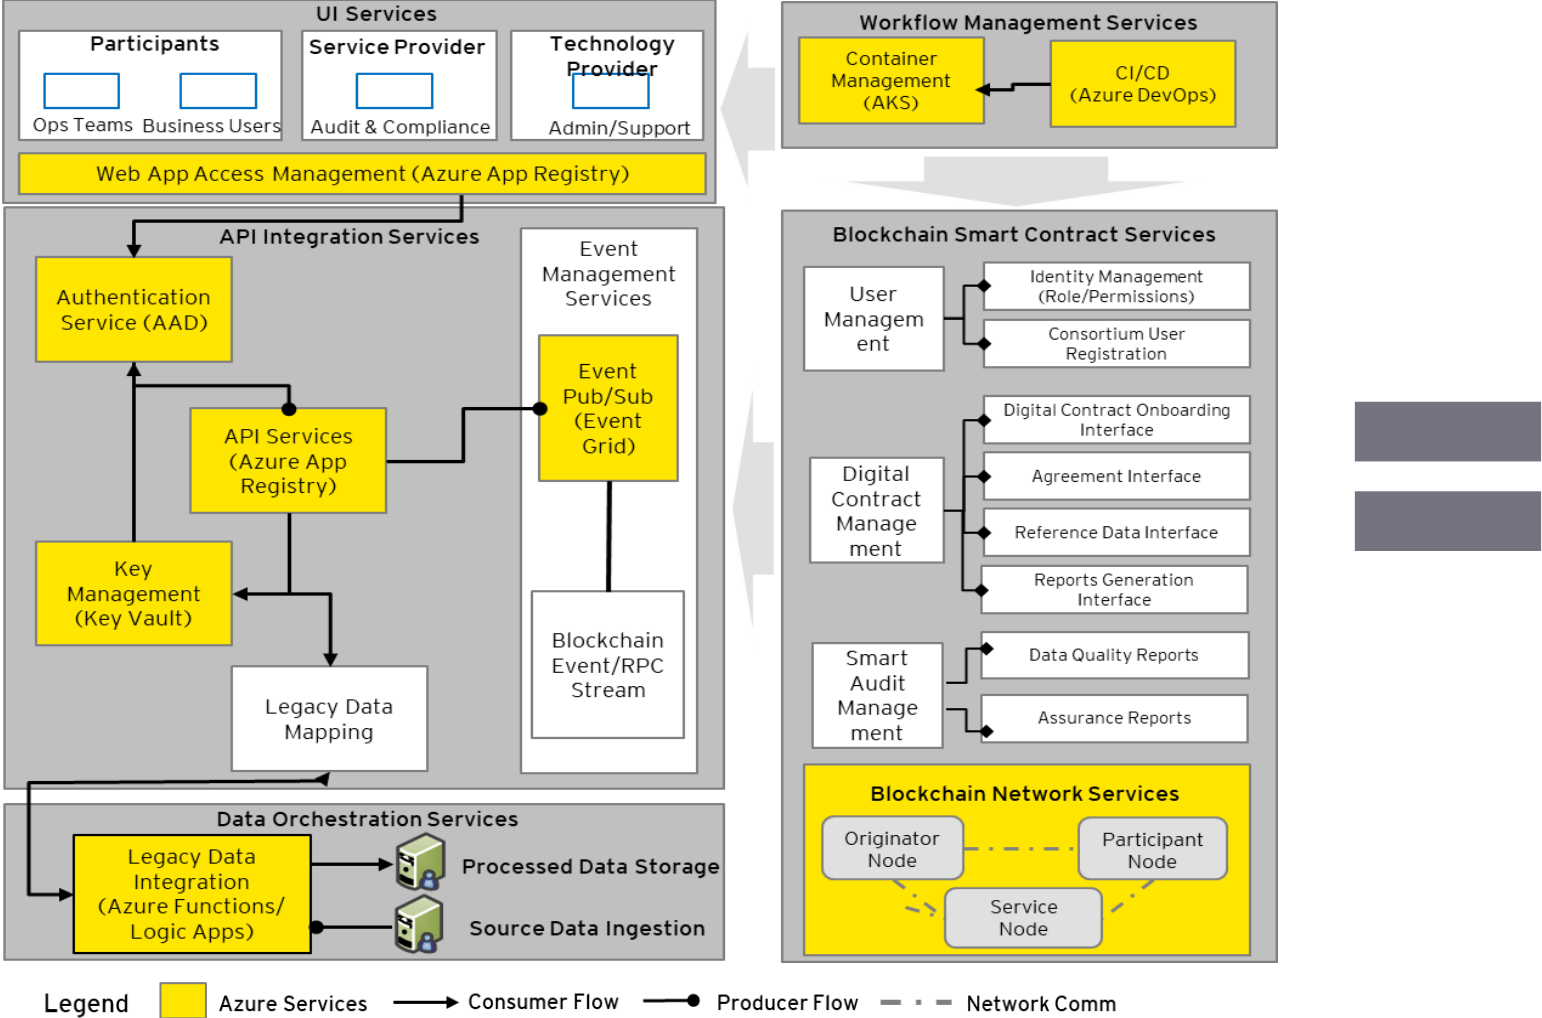 UI Services
Participants
Ops Teams
Business Users
Service Provider
Audit & Compliance
Technology
Provider
Admin/Support
Web App Access Management (Azure App Registry)
Workflow Management Services
Container
Management
(AKS)
CI/CD
(Azure DevOps)
API Integration Services
Authentication
Service (AAD)
API Services
(Azure App
Registry)
Key
Management
(Key Vault)
Legacy Data
Mapping
Event
Management
Services
Event
Pub/Sub
(Event
Grid)
Blockchain
Event/RPC
Stream
Blockchain Smart Contract Services
User
Managem
ent
Identity Management
(Role/Permissions)
Consortium User
Registration
Digital
Contract
Manage
ment
Digital Contract Onboarding
Interface
Agreement Interface
Reference Data Interface
Reports Generation
Interface
Smart
Audit
Manage
ment
Data Quality Reports
Assurance Reports
Blockchain Network Services
Originator
Node
Participant
Node
Service
Node
Data Orchestration Services
Legacy Data
Integration
(Azure Functions/
Logic Apps)
Processed Data Storage
Source Data Ingestion
Legend
Azure Services
Consumer Flow
Producer Flow
Network Comm